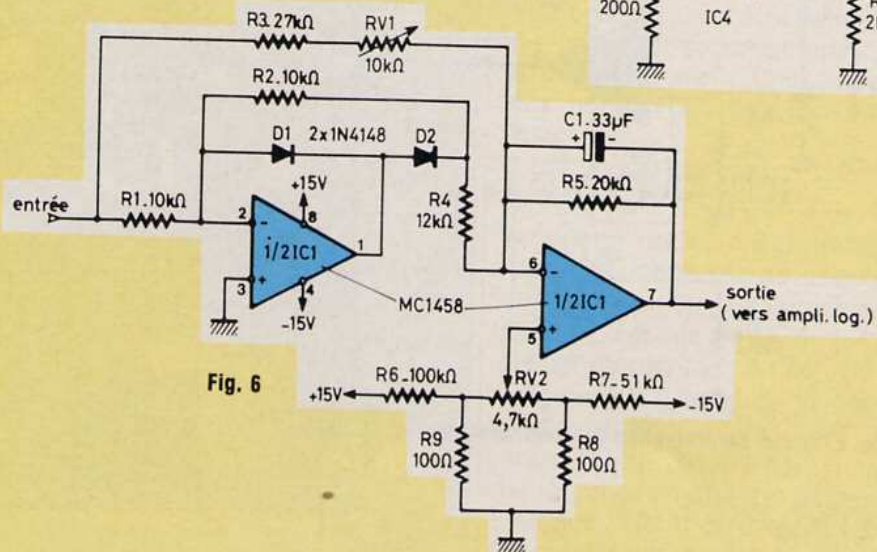 R3.27kΩ
RV1
10kΩ
200Ω
IC4
R2_10kΩ
C1.33µF
+
-
D1
2x1N4148
D2
R5.20kΩ
entrée
R1.10kΩ
+15V
R4
12kΩ
2
-
8
1/2IC1
1
6
-
3
+
4
-15V
MC1458
1/2IC1
7
sortie
(vers ampli.log.)
5
+
Fig. 6
R6_100kΩ
RV2
R7_51kΩ
+15V
4,7kΩ
-15V
R9
100Ω
R8
100Ω